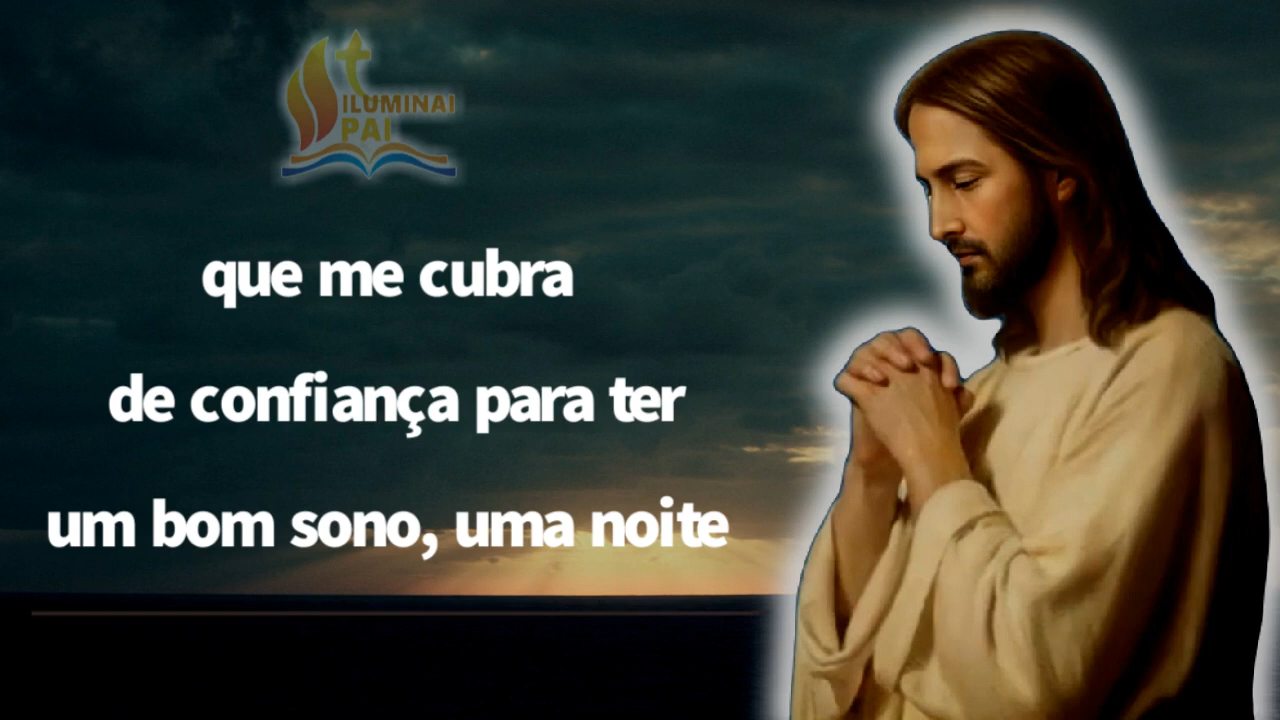 ILUMINAI
PAI
que me cubra
de confiança para ter
um bom sono, uma noite